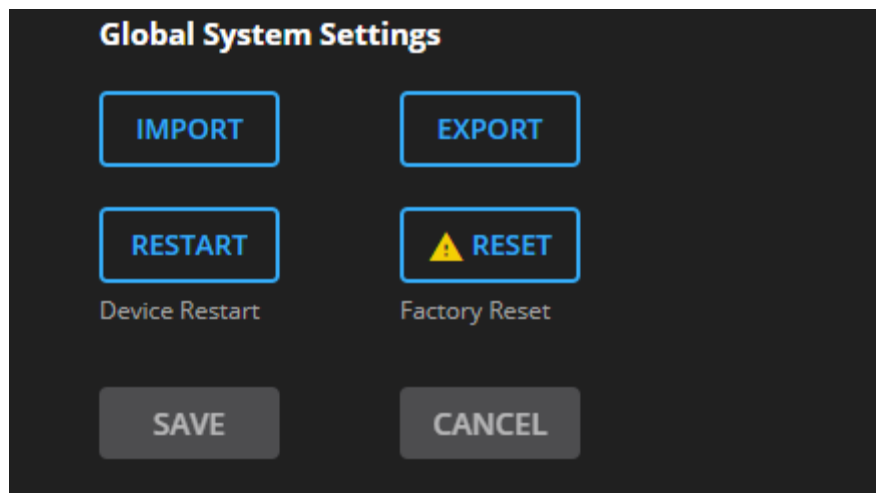 Global System Settings
IMPORT EXPORT
RESTART RESET
Device Restart Factory Reset
SAVE CANCEL